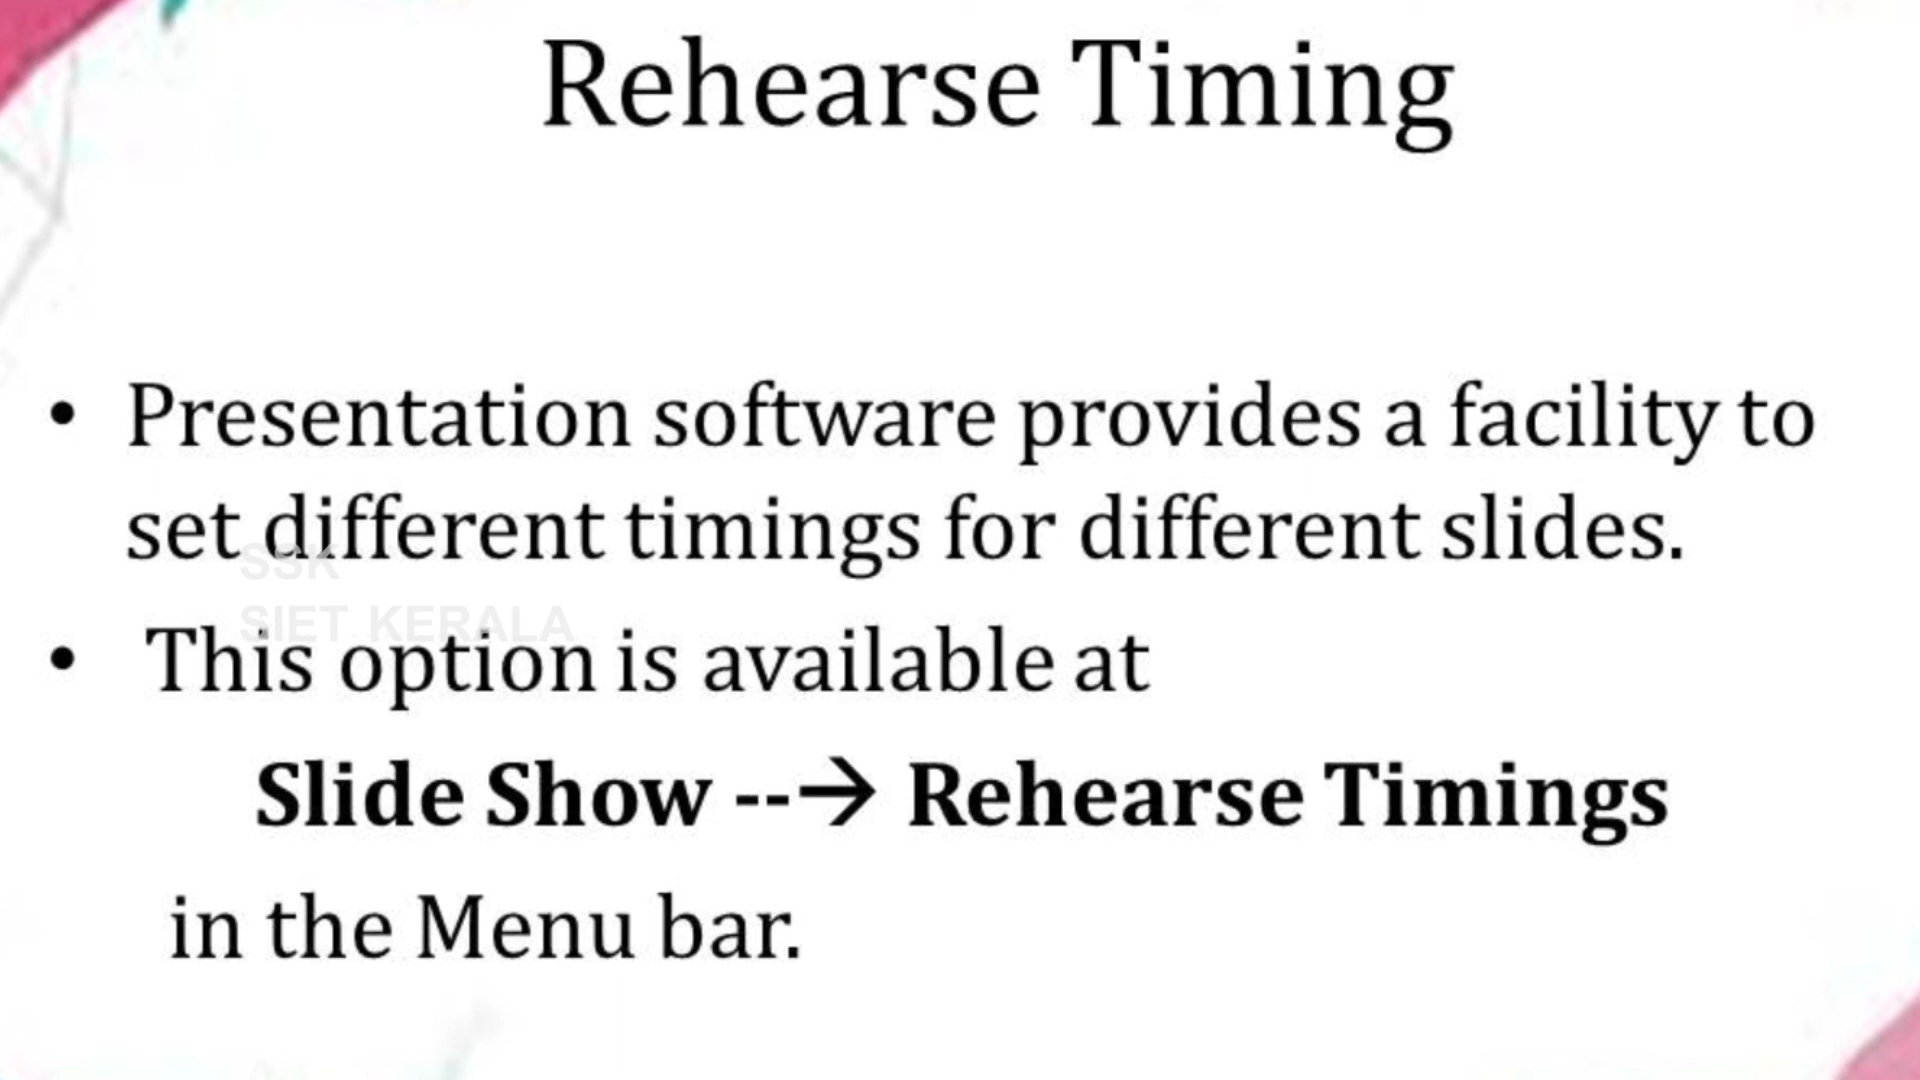 Rehearse Timing
• Presentation software provides a facility to
set different timings for different slides.
SSK
SIET KERALA
• This option is available at
Slide Show --→ Rehearse Timings
in the Menu bar.